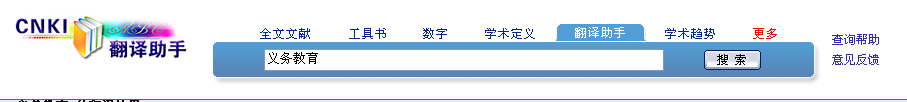 CNKI
翻译助手
全文文献 工具书 数字 学术定义 翻译助手 学术趋势 更多
义务教育
搜 索
查询帮助
意见反馈